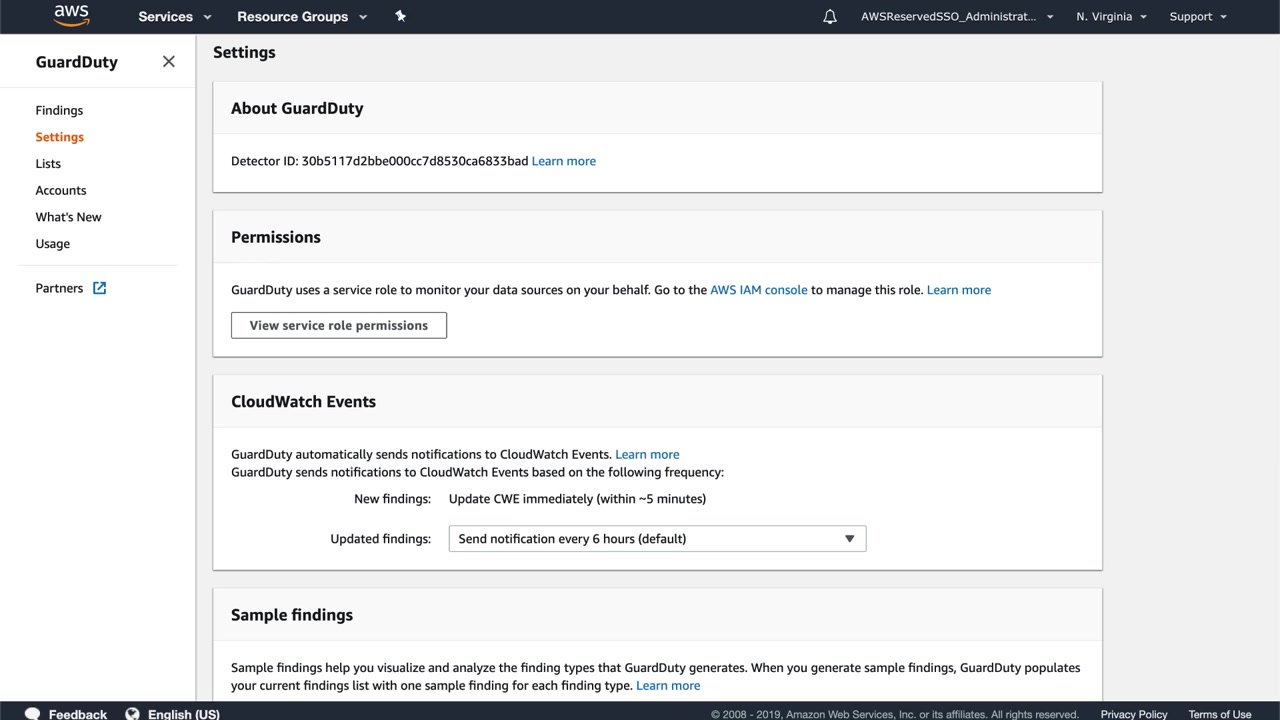 aws
Services
Resource Groups
AWSReservedSSO_Administrat...
N. Virginia
Support
GuardDuty
Findings
Settings
Lists
Accounts
What's New
Usage
Partners
Settings
About GuardDuty
Detector ID: 30b5117d2bbe000cc7d8530ca6833bad Learn more
Permissions
GuardDuty uses a service role to monitor your data sources on your behalf. Go to the AWS IAM console to manage this role. Learn more
View service role permissions
CloudWatch Events
GuardDuty automatically sends notifications to CloudWatch Events. Learn more
GuardDuty sends notifications to CloudWatch Events based on the following frequency:
New findings: Update CWE immediately (within ~5 minutes)
Updated findings: Send notification every 6 hours (default)
Sample findings
Sample findings help you visualize and analyze the finding types that GuardDuty generates. When you generate sample findings, GuardDuty populates
your current findings list with one sample finding for each finding type. Learn more
Feedback
English (US)
© 2008 - 2019, Amazon Web Services, Inc. or its affiliates. All rights reserved.
Privacy Policy
Terms of Use